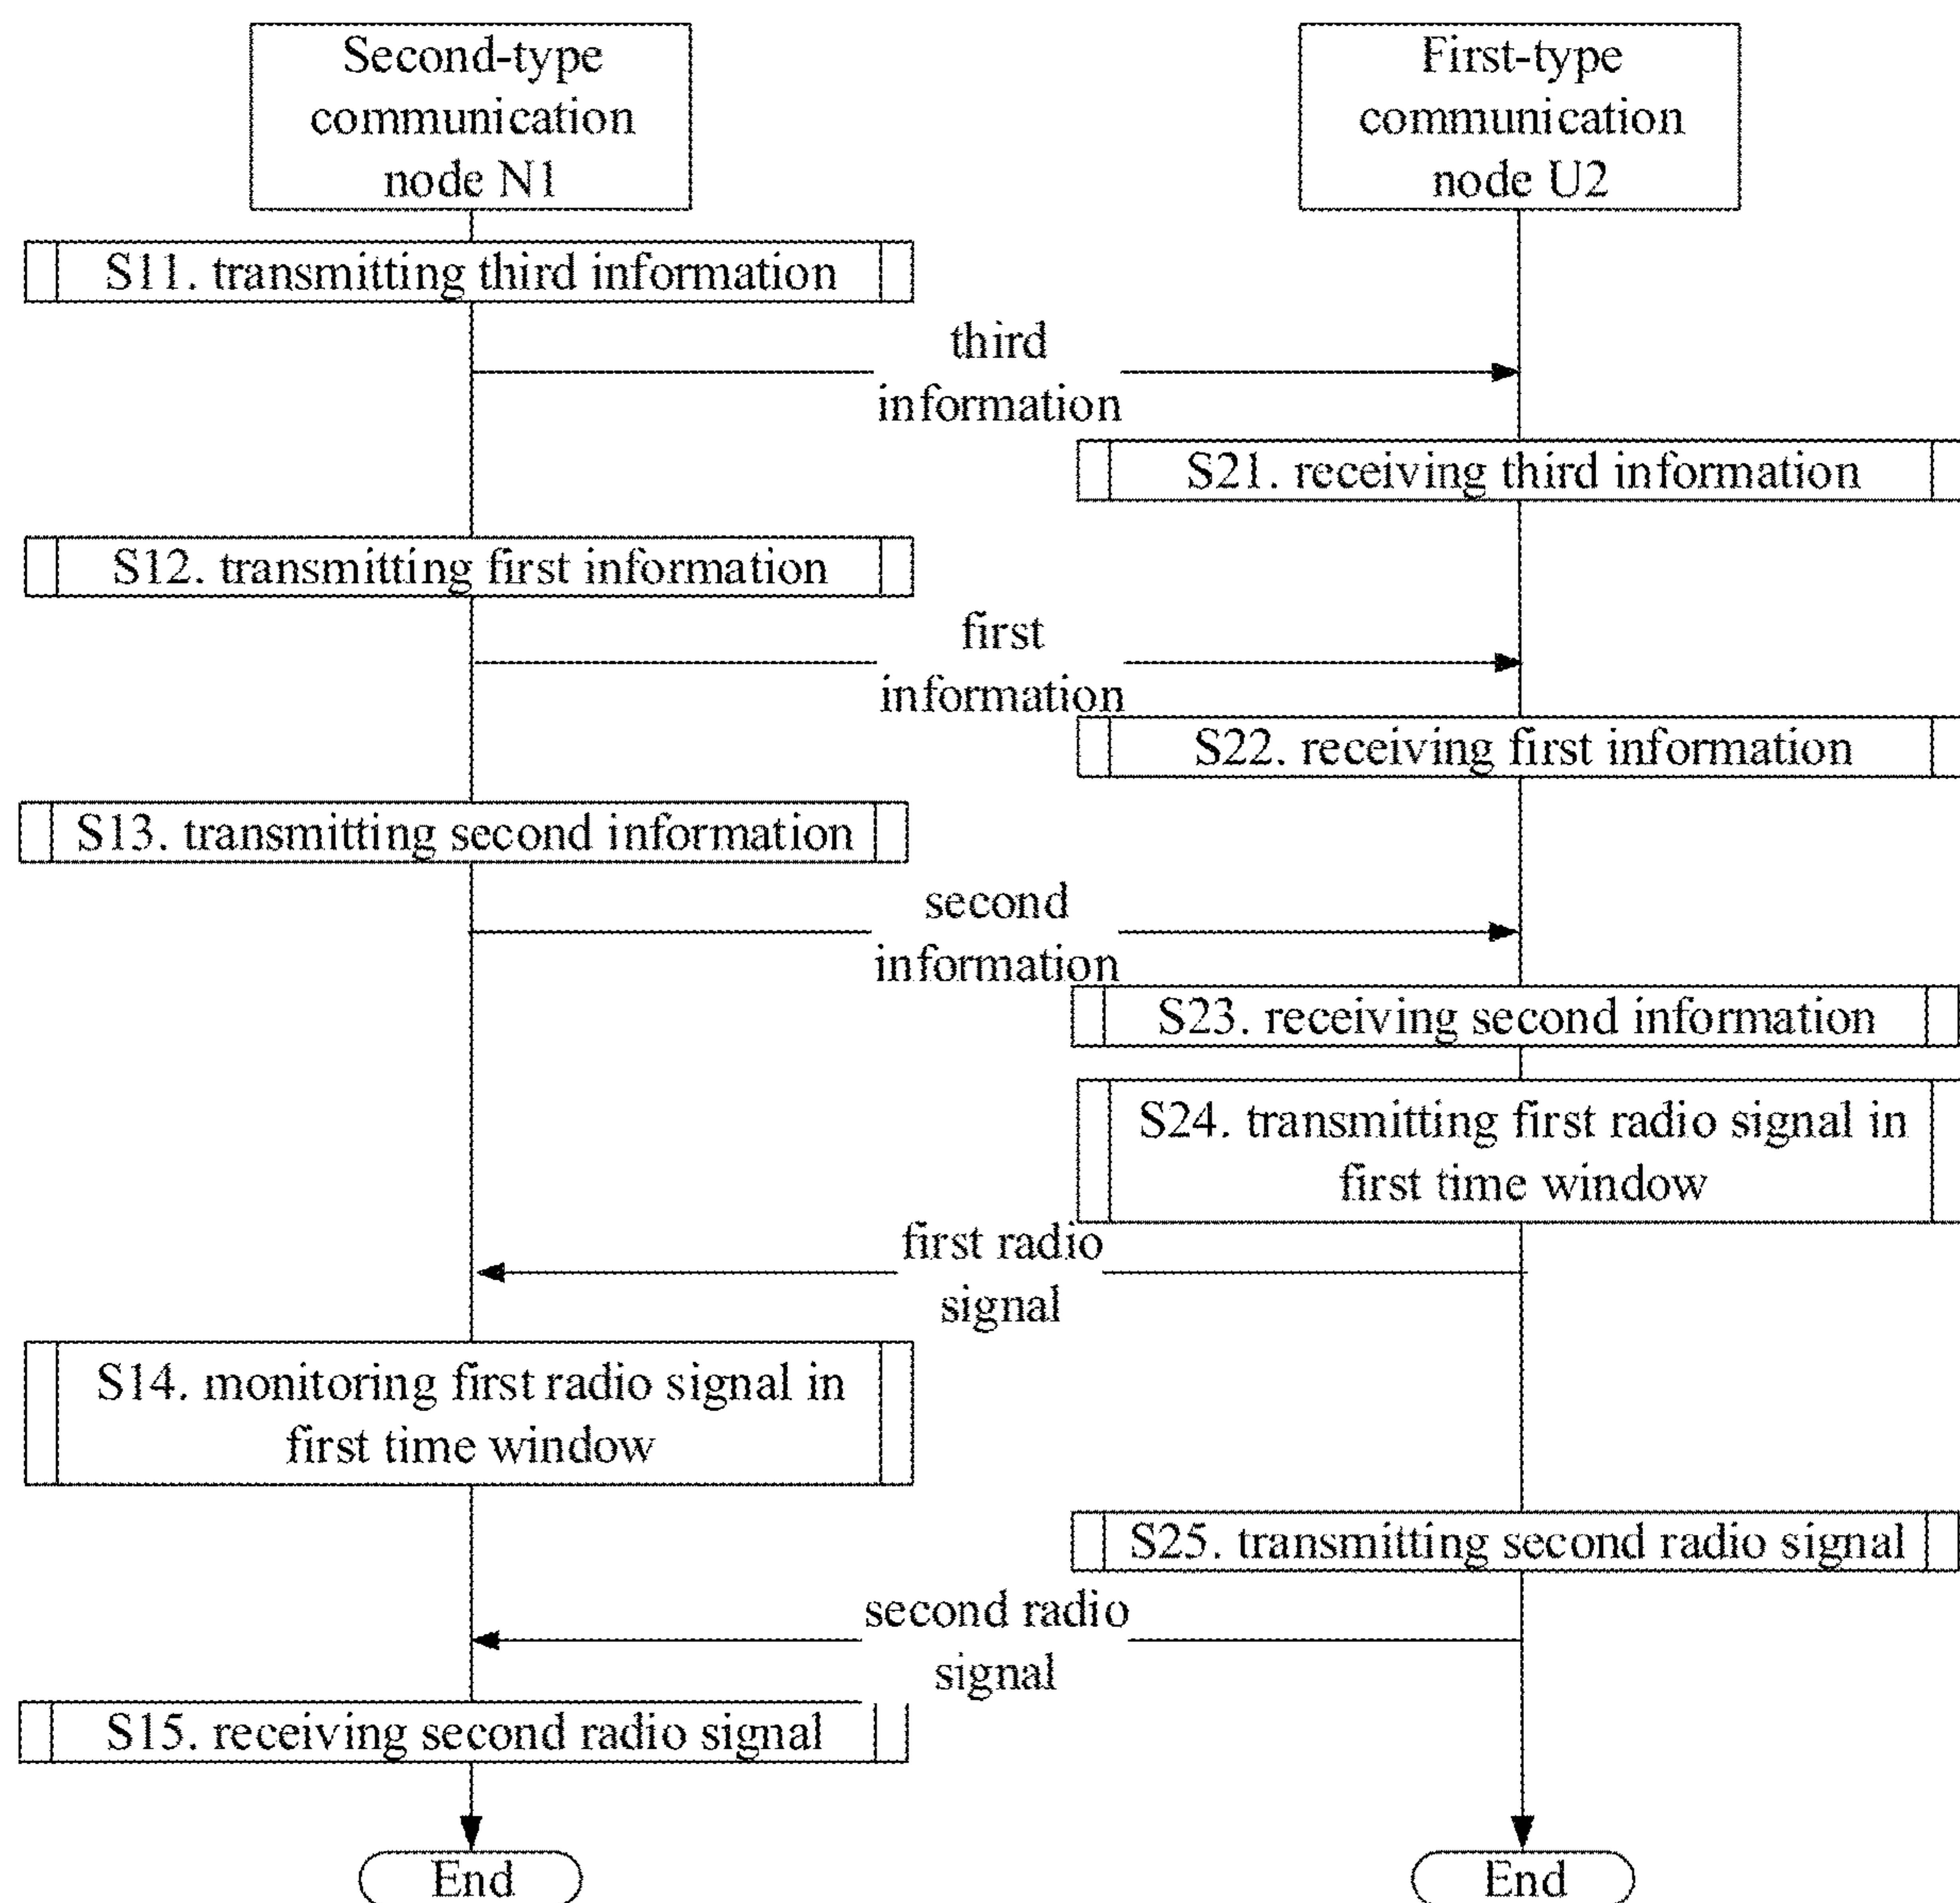 Second-type
communication
node N1
First-type
communication
node U2
S11. transmitting third information
third
information
S21. receiving third information
S12. transmitting first information
first
information
S22. receiving first information
S13. transmitting second information
second
information
S23. receiving second information
S24. transmitting first radio signal in
first time window
first radio
signal
S14. monitoring first radio signal in
first time window
S25. transmitting second radio signal
second radio
signal
S15. receiving second radio signal
End
End